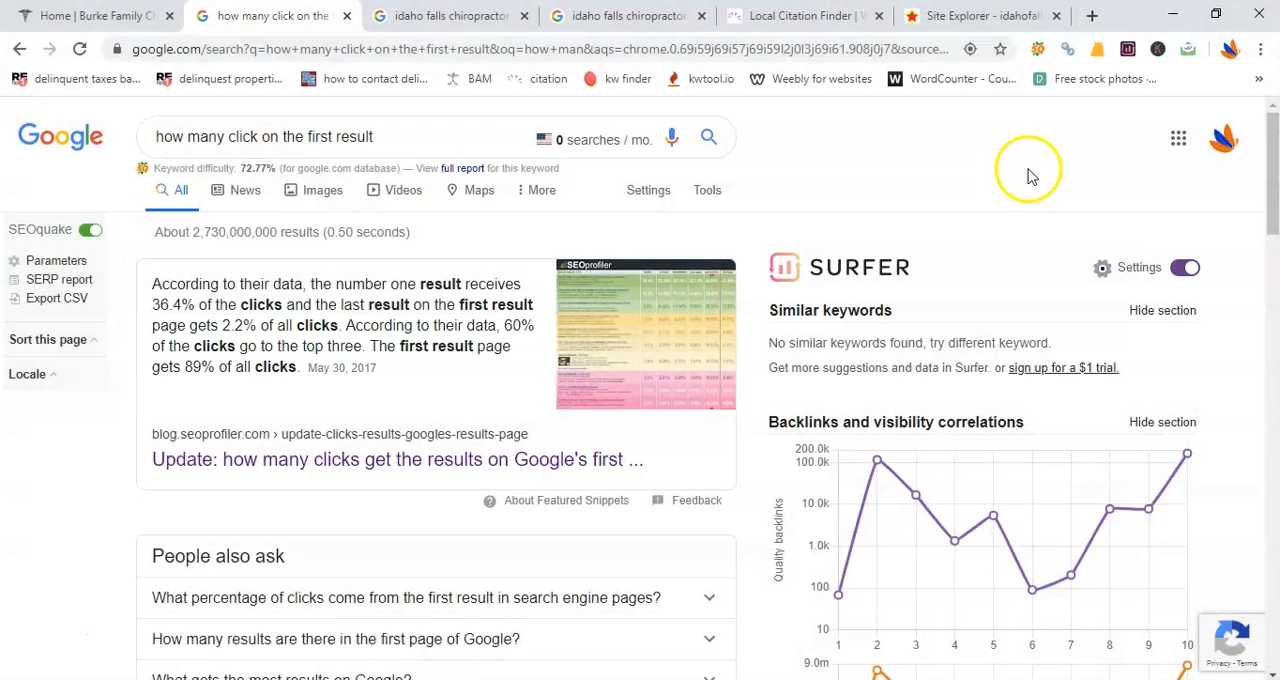 Home | Burke Family Ch
how many click on the
idaho falls chiropractor
idaho falls chiropractor
Local Citation Finder | W
Site Explorer - idahofall
google.com/search?q=how+many+click+on+the+first+result&oq=how+man&aqs=chrome.0.69i59j69i57j69i59l2j0l3j69i61.908j0j7&source...
delinquent taxes ba...
delinquest properti...
how to contact deli...
BAM
citation
kw finder
kwtool.io
Weebly for websites
WordCounter - Cou...
Free stock photos -...
»
Google
how many click on the first result
0 searches / mo.
Keyword difficulty: 72.77% (for google.com database) — View full report for this keyword
All
News
Images
Videos
Maps
More
Settings
Tools
SEOquake
Parameters
SERP report
Export CSV
Sort this page
Locale
About 2,730,000,000 results (0.50 seconds)
According to their data, the number one result receives
36.4% of the clicks and the last result on the first result
page gets 2.2% of all clicks. According to their data, 60%
of the clicks go to the top three. The first result page
gets 89% of all clicks. Mar 30, 2017
SEOprofiler
blog.seoprofiler.com › update-clicks-results-googles-results-page
Update: how many clicks get the results on Google's first ...
About Featured Snippets
Feedback
People also ask
What percentage of clicks come from the first result in search engine pages?
How many results are there in the first page of Google?
What gets the most results on Google?
SURFER
Settings
Similar keywords
Hide section
No similar keywords found, try different keyword.
Get more suggestions and data in Surfer. or sign up for a $1 trial.
Backlinks and visibility correlations
Hide section
Quality backlinks
200.0k
100.0k
10.0k
1.0k
100
10
1 2 3 4 5 6 7 8 9 10
9.0m
Privacy - Terms